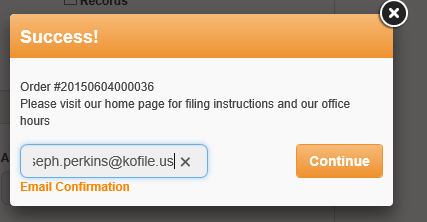 Records
Success!
Order #20150604000036
Please visit our home page for filing instructions and our office
hours
seph.perkins@kofile.us
Continue
Email Confirmation